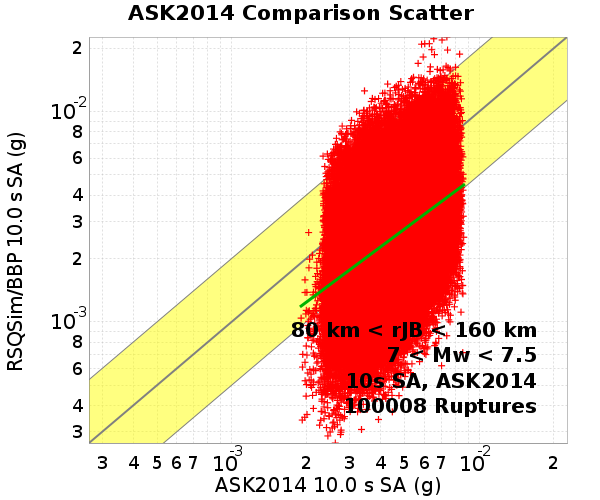 ASK2014 Comparison Scatter
RSQSim/BBP 10.0 s SA (g)
2
10-2
8
6
4
3
2
10-3
8
6
4
3
80 km < rJB < 160 km
7 < Mw < 7.5
10s SA, ASK2014
100008 Ruptures
3 4 5 6 7 10-3 2 3 4 5 6 7 10-2 2
ASK2014 10.0 s SA (g)